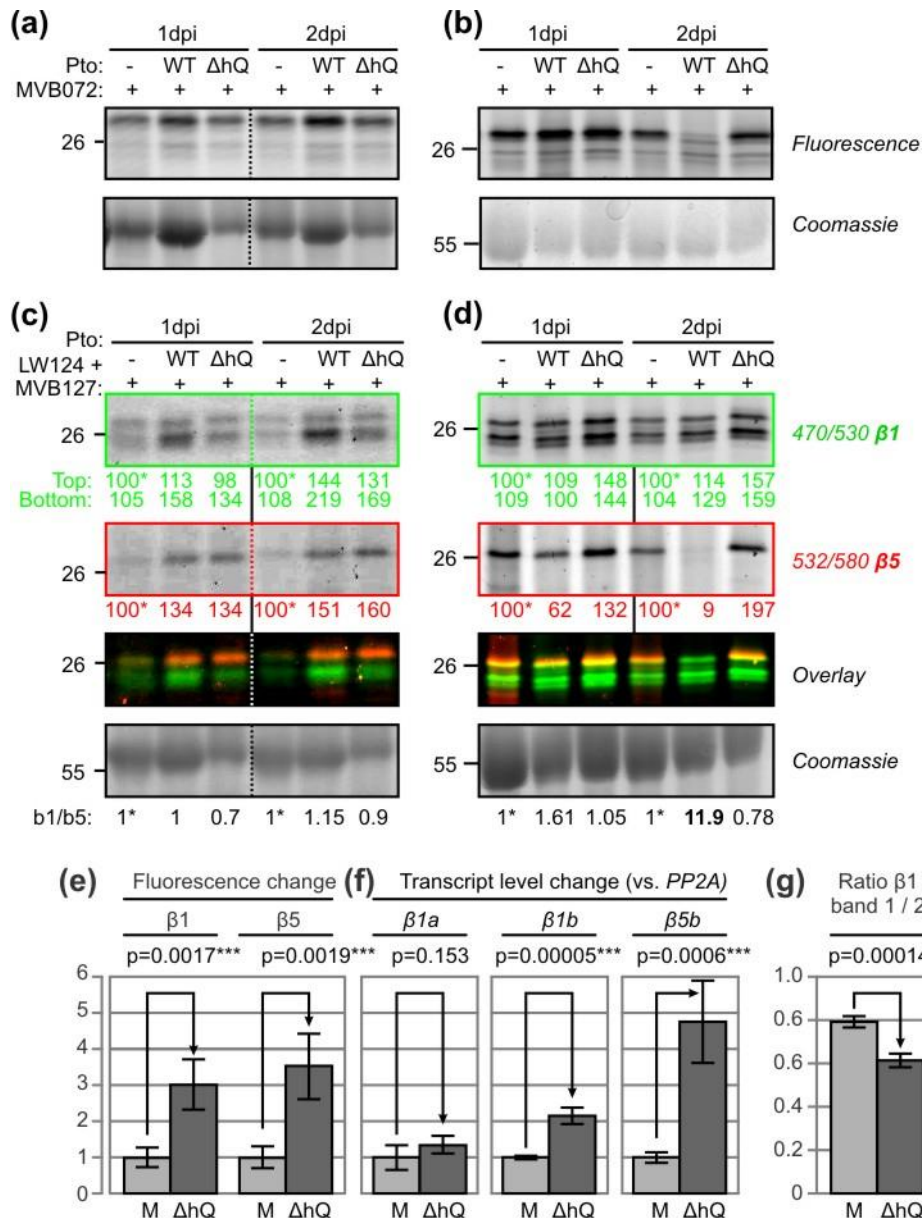 (a)
1dpi 2dpi
Pto: - WT ΔhQ - WT ΔhQ
MVB072: + + + + + +
26
55
(b)
1dpi 2dpi
- WT ΔhQ - WT ΔhQ
+ + + + + +
26
Fluorescence
55
Coomassie
(c)
1dpi 2dpi
Pto: - WT ΔhQ - WT ΔhQ
LW124 +
MVB127: + + + + + +
26
Top: 100* 113 98 100* 144 131
Bottom: 105 158 134 108 219 169
26
100* 134 134 100* 151 160
26
55
b1/b5: 1* 1 0.7 1* 1.15 0.9
(d)
1dpi 2dpi
- WT ΔhQ - WT ΔhQ
+ + + + + +
26
470/530 β1
100* 109 148 100* 114 157
109 100 144 104 129 159
26
532/580 β5
100* 62 132 100* 9 197
26
Overlay
55
Coomassie
1* 1.61 1.05 1* 11.9 0.78
(e)
Fluorescence change
β1 β5
p=0.0017*** p=0.0019***
6
5
4
3
2
1
0
M ΔhQ M ΔhQ
(f)
Transcript level change (vs. PP2A)
β1a β1b β5b
p=0.153 p=0.00005*** p=0.0006***
M ΔhQ M ΔhQ M ΔhQ
(g)
Ratio β1
band 1 / 2
p=0.00014
1.0
0.8
0.6
0.6
0.2
0
M ΔhQ